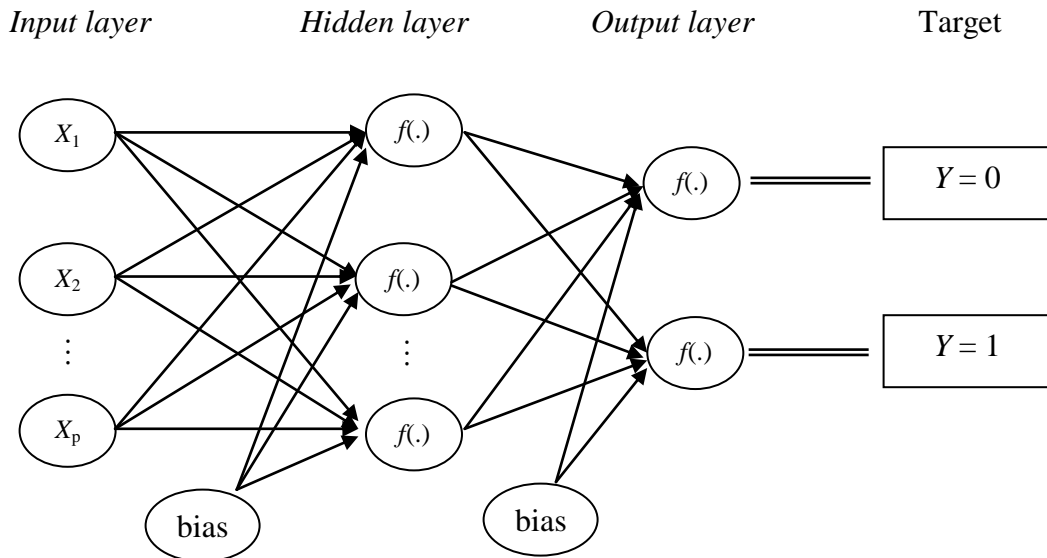 Input layer Hidden layer Output layer Target
X₁ f(.)
f(.) Y = 0
X₂ f(.)
⋮ ⋮ f(.) Y = 1
Xₚ f(.)
bias bias